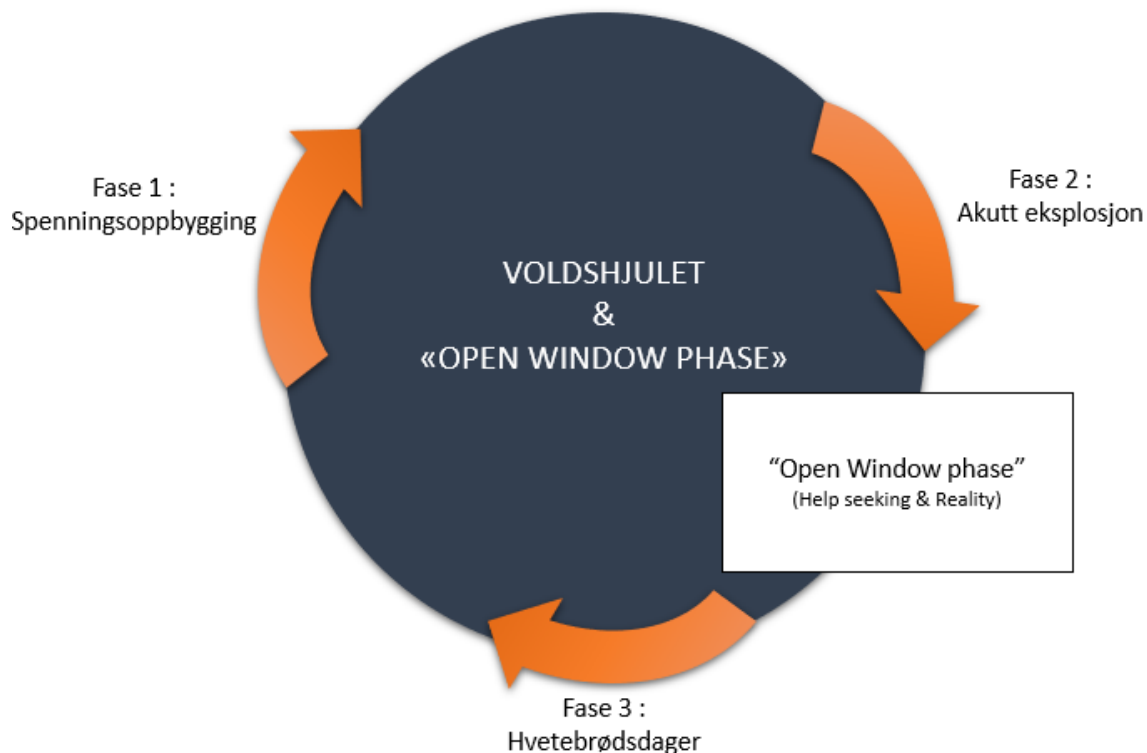 Fase 1 :
Spenningsoppbygging
Fase 2 :
Akutt eksplosjon
VOLDSHJULET
&
«OPEN WINDOW PHASE»
“Open Window phase”
(Help seeking & Reality)
Fase 3 :
Hvetebrødsdager